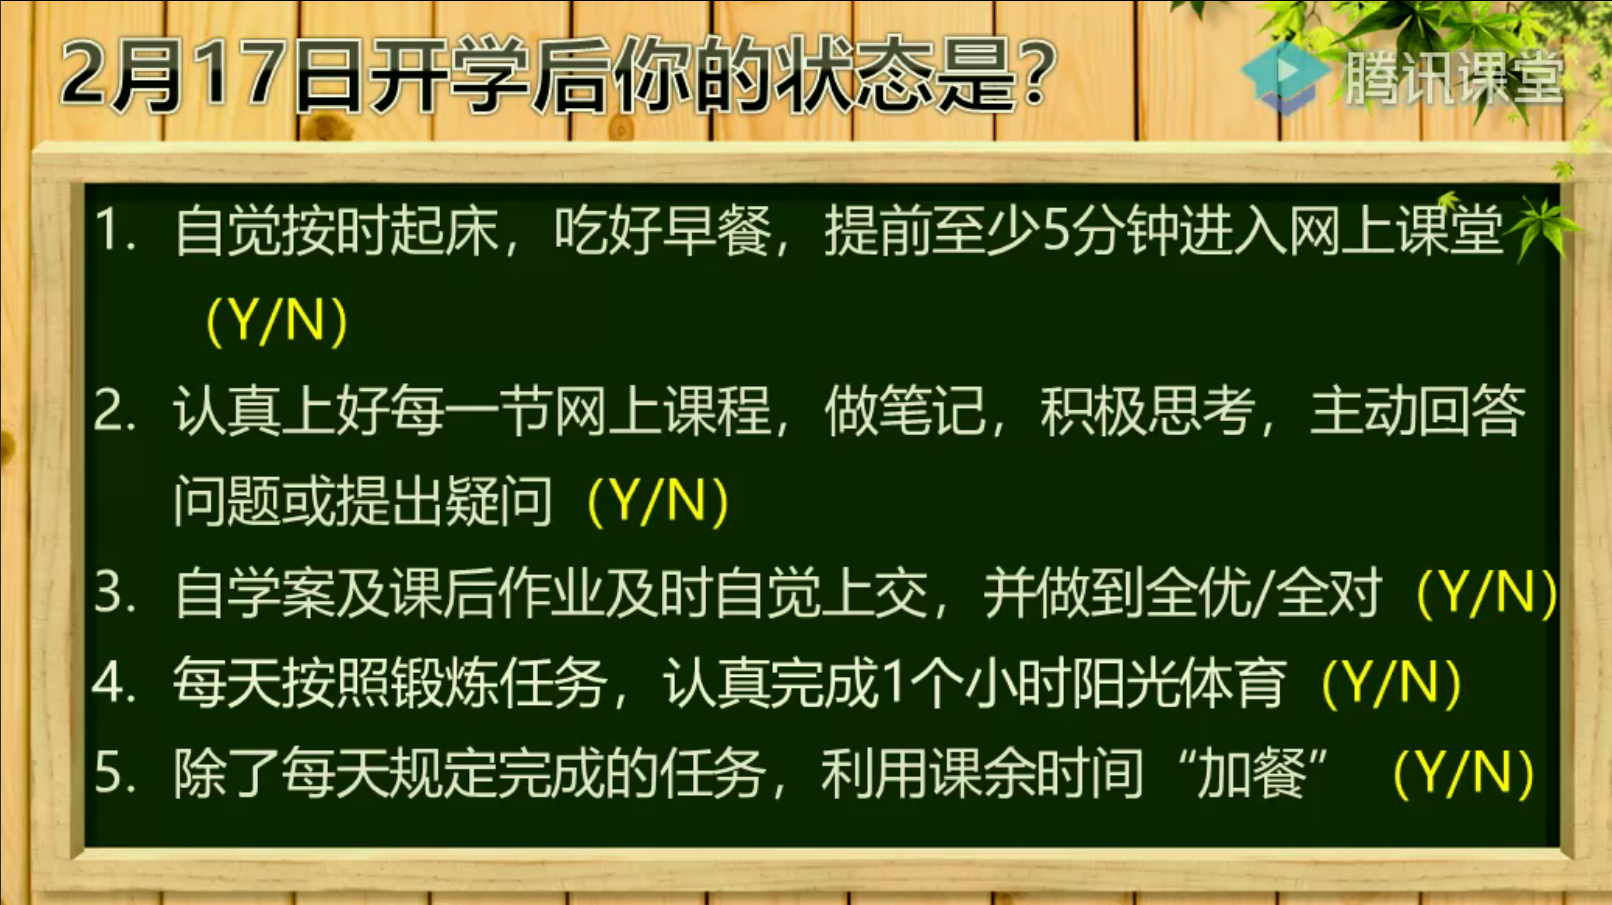 2月17日开学后你的状态是?
腾讯课堂
1. 自觉按时起床，吃好早餐，提前至少5分钟进入网上课堂
（Y/N）
2. 认真上好每一节网上课程，做笔记，积极思考，主动回答
问题或提出疑问（Y/N）
3. 自学案及课后作业及时自觉上交，并做到全优/全对（Y/N）
4. 每天按照锻炼任务，认真完成1个小时阳光体育（Y/N）
5. 除了每天规定完成的任务，利用课余时间“加餐”（Y/N）